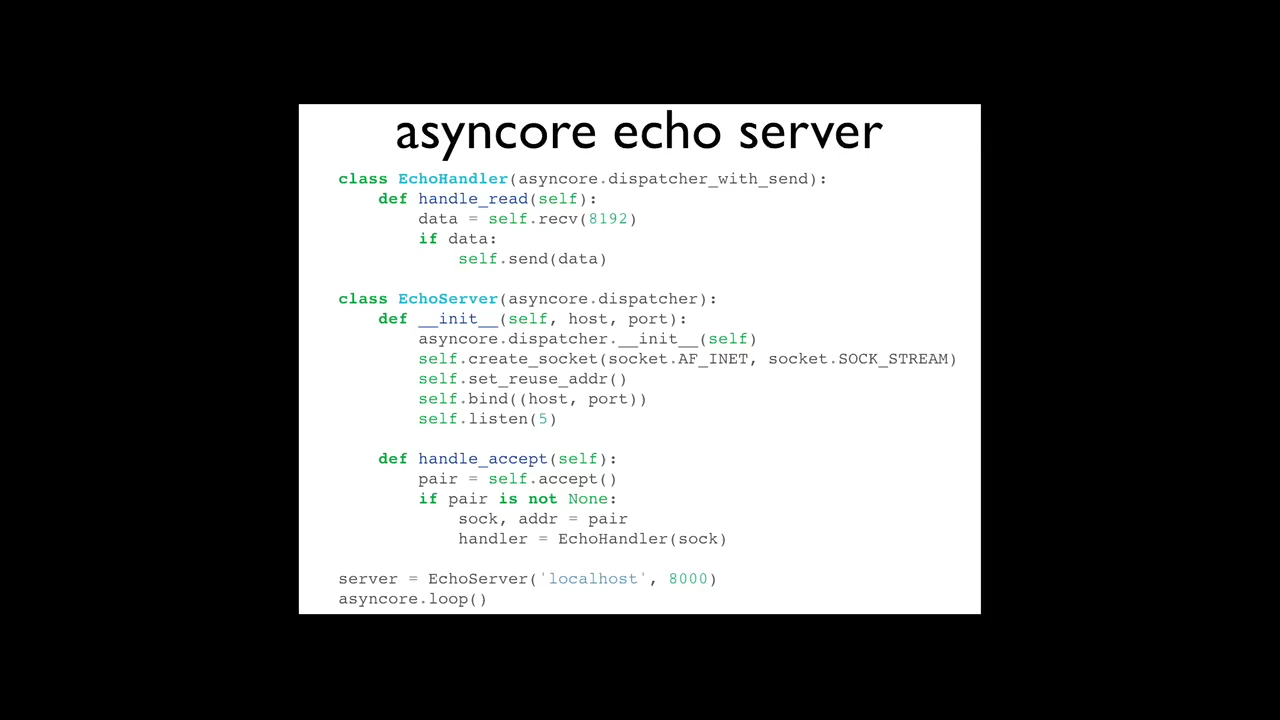 asyncore echo server
class EchoHandler(asyncore.dispatcher_with_send):
    def handle_read(self):
        data = self.recv(8192)
        if data:
            self.send(data)

class EchoServer(asyncore.dispatcher):
    def __init__(self, host, port):
        asyncore.dispatcher.__init__(self)
        self.create_socket(socket.AF_INET, socket.SOCK_STREAM)
        self.set_reuse_addr()
        self.bind((host, port))
        self.listen(5)

    def handle_accept(self):
        pair = self.accept()
        if pair is not None:
            sock, addr = pair
            handler = EchoHandler(sock)

server = EchoServer('localhost', 8000)
asyncore.loop()